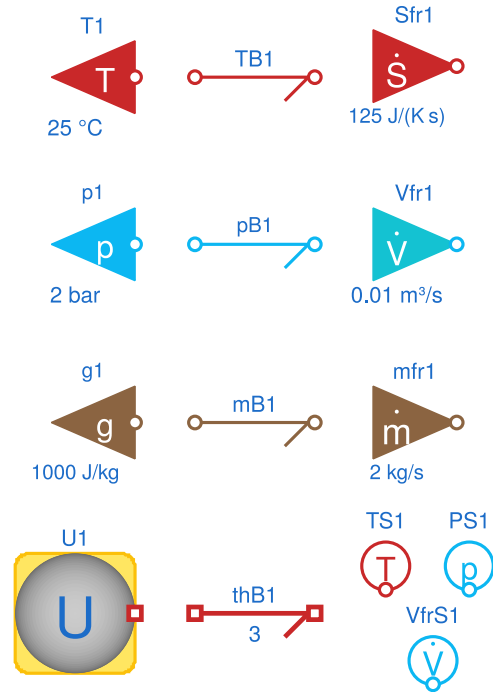 T1 TB1 Sfr1
T Ṡ
25 °C 125 J/(K s)
p1 pB1 Vfr1
p V̇
2 bar 0.01 m³/s
g1 mB1 mfr1
g ṁ
1000 J/kg 2 kg/s
TS1 PS1
U1 T p
U thB1 VfrS1
3 V̇